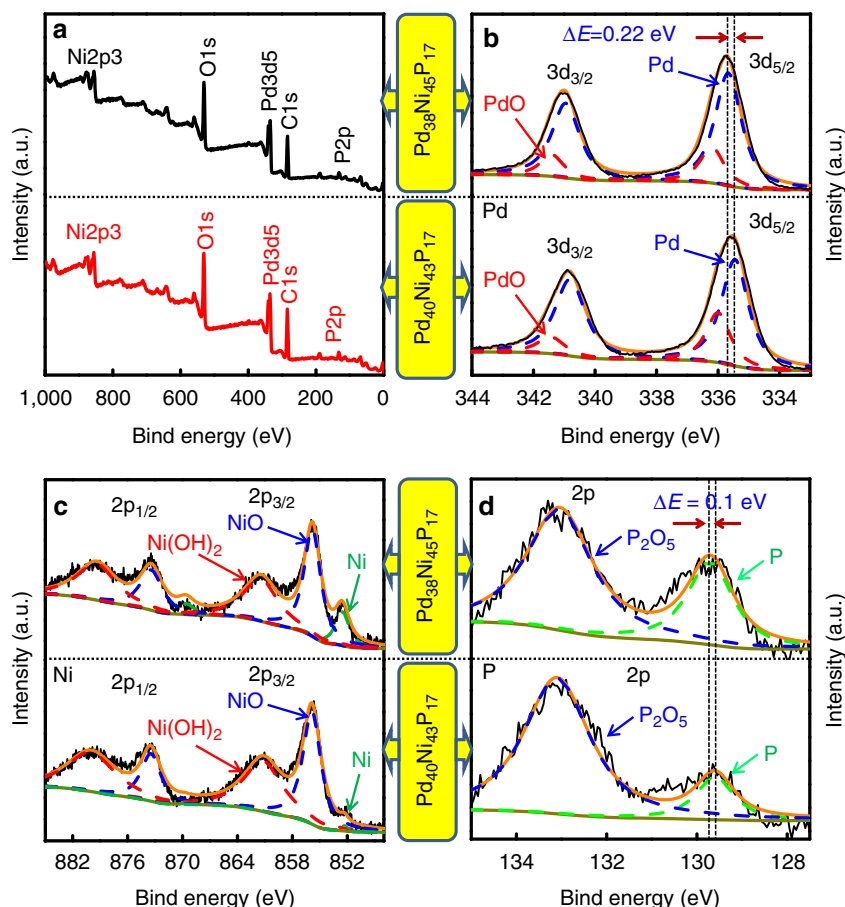 a
Ni2p3
O1s
Pd3d5
C1s
P2p
Ni2p3
O1s
Pd3d5
C1s
P2p
Intensity (a.u.)
1,000 800 600 400 200 0
Bind energy (eV)
Pd38Ni45P17
Pd40Ni43P17
b
ΔE=0.22 eV
3d3/2
Pd
3d5/2
PdO
Pd
3d3/2
Pd
3d5/2
PdO
Intensity (a.u.)
344 342 340 338 336 334
Bind energy (eV)
c
2p1/2
2p3/2
Ni(OH)2
NiO
Ni
Ni
2p1/2
2p3/2
NiO
Ni(OH)2
Ni
Intensity (a.u.)
882 876 870 864 858 852
Bind energy (eV)
Pd38Ni45P17
Pd40Ni43P17
d
2p
ΔE = 0.1 eV
P2O5
P
P
2p
P2O5
P
Intensity (a.u.)
134 132 130 128
Bind energy (eV)